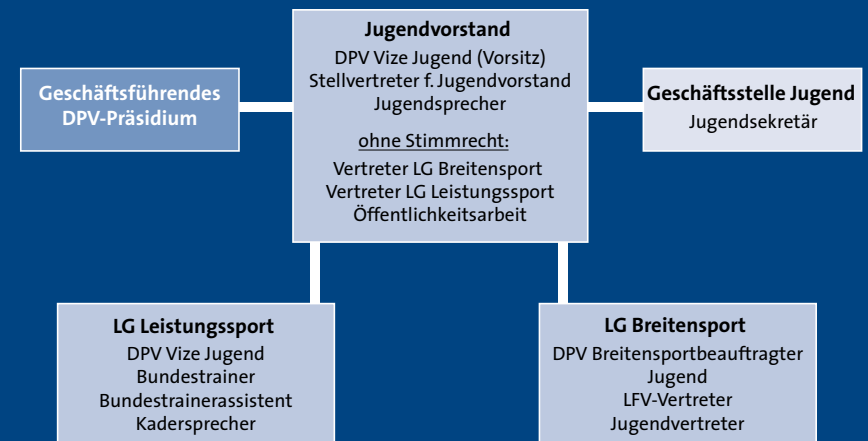 Jugendvorstand
DPV Vize Jugend (Vorsitz)
Stellvertreter f. Jugendvorstand
Jugendsprecher
ohne Stimmrecht:
Vertreter LG Breitensport
Vertreter LG Leistungssport
Öffentlichkeitsarbeit
Geschäftsführendes
DPV-Präsidium
Geschäftsstelle Jugend
Jugendsekretär
LG Leistungssport
DPV Vize Jugend
Bundestrainer
Bundestrainerassistent
Kadersprecher
LG Breitensport
DPV Breitensportbeauftragter
Jugend
LFV-Vertreter
Jugendvertreter